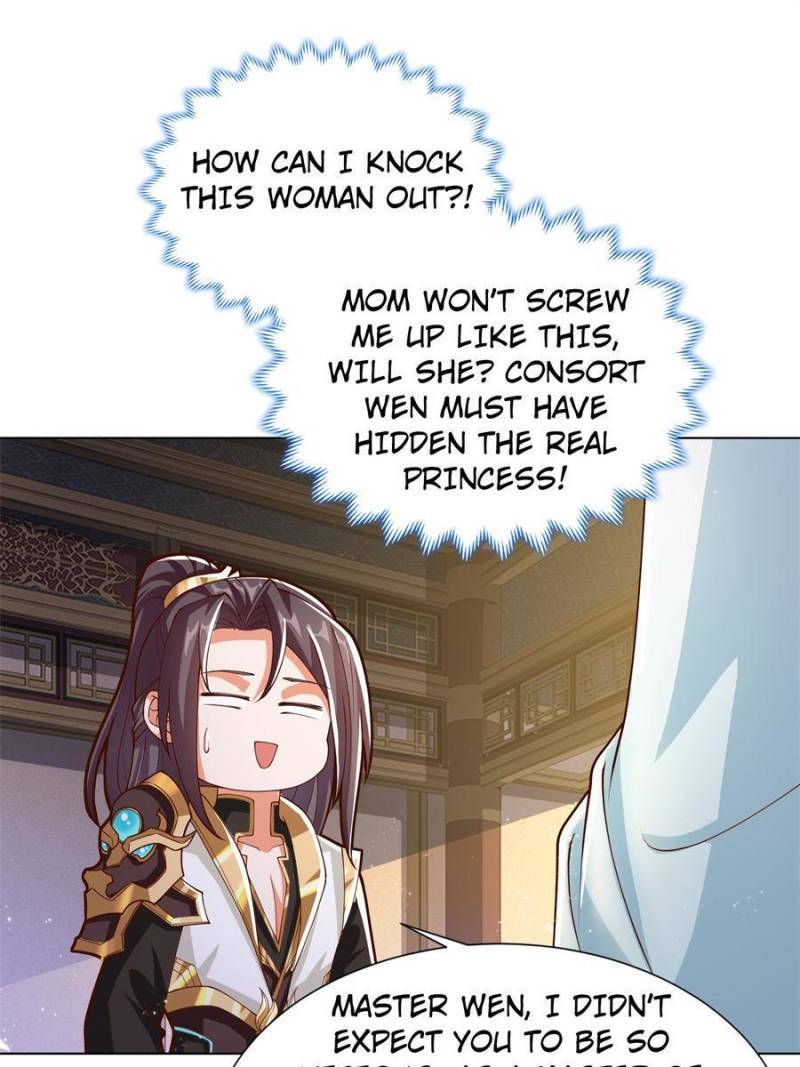 HOW CAN I KNOCK
THIS WOMAN OUT?!
MOM WON'T SCREW
ME UP LIKE THIS,
WILL SHE? CONSORT
WEN MUST HAVE
HIDDEN THE REAL
PRINCESS!
MASTER WEN, I DIDN'T
EXPECT YOU TO BE SO